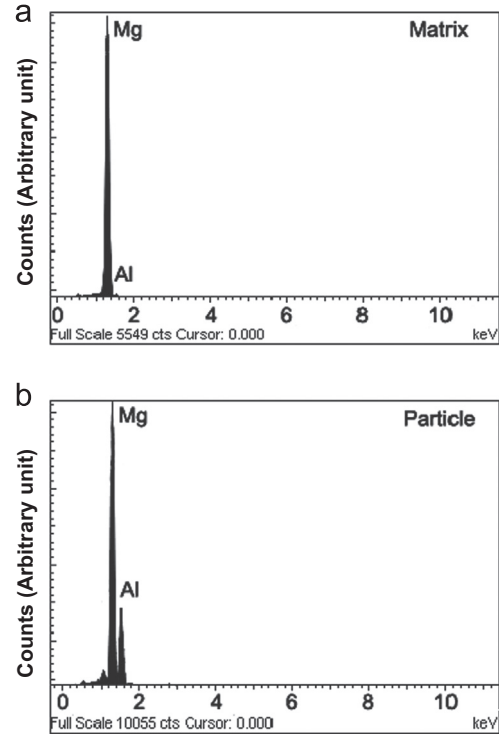 a
Mg
Matrix
Counts (Arbitrary unit)
Al
0 2 4 6 8 10
Full Scale 5549 cts Cursor: 0.000 keV
b
Mg
Particle
Counts (Arbitrary unit)
Al
0 2 4 6 8 10
Full Scale 10055 cts Cursor: 0.000 keV